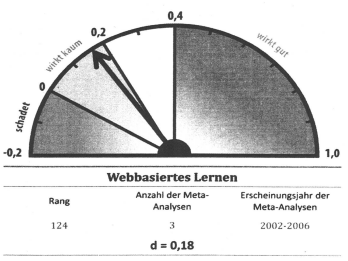 0,4
0,2
wirkt kaum
wirkt gut
0
schadet
-0,2
1,0
Webbasiertes Lernen
Rang
Anzahl der Meta-
Analysen
Erscheinungsjahr der
Meta-Analysen
124
3
2002-2006
d = 0,18